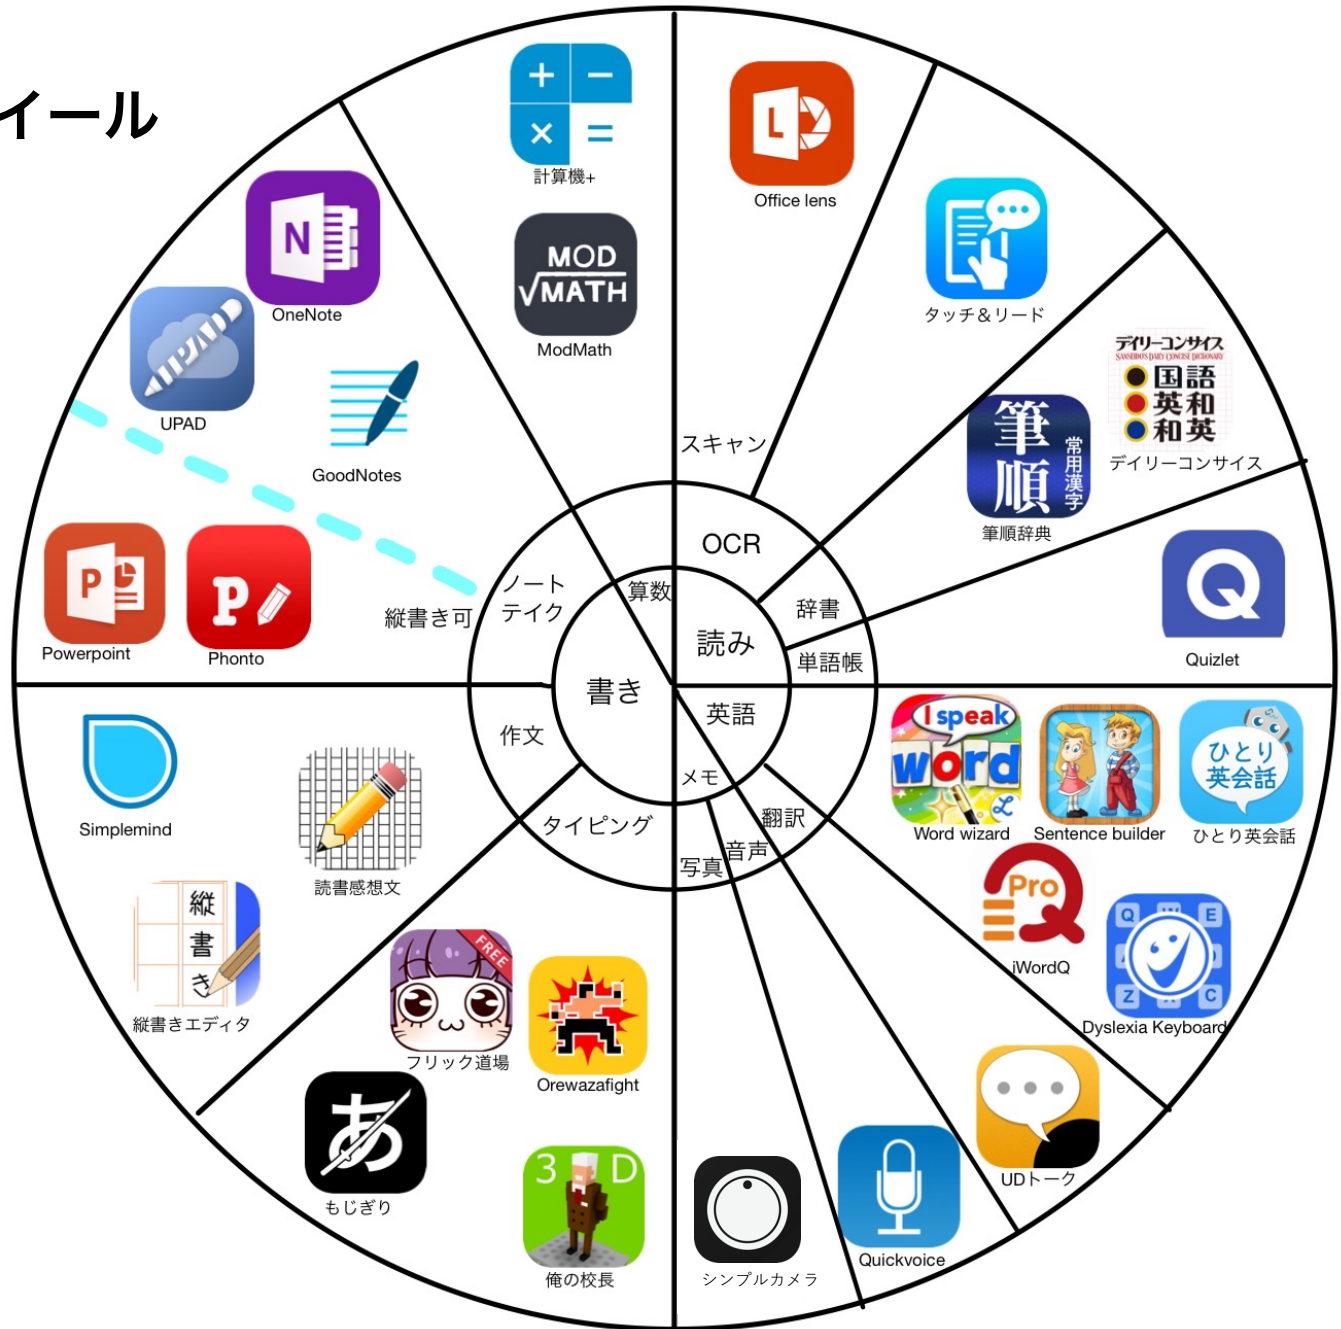 イール
+ −
× =
計算機+
MOD
√MATH
ModMath
L
Office lens
タッチ＆リード
デイリーコンサイス
SANSEIDO'S DAILY CONCISE DICTIONARY
国語
英和
和英
デイリーコンサイス
筆順
常用漢字
筆順辞典
Q
Quizlet
N
OneNote
UPAD
UPAD
GoodNotes
P
Powerpoint
P
Phonto
縦書き可
ノート
テイク
算数
スキャン
OCR
辞書
単語帳
読み
書き
英語
メモ
作文
タイピング
写真
音声
翻訳
Simplemind
読書感想文
縦書き
縦書きエディタ
FREE
フリック道場
Orewazafight
あ
もじぎり
3 D
俺の校長
シンプルカメラ
Quickvoice
UDトーク
I speak
word
Word wizard
Sentence builder
ひとり
英会話
ひとり英会話
Pro
iWordQ
Q W E
Z X C
Dyslexia Keyboard